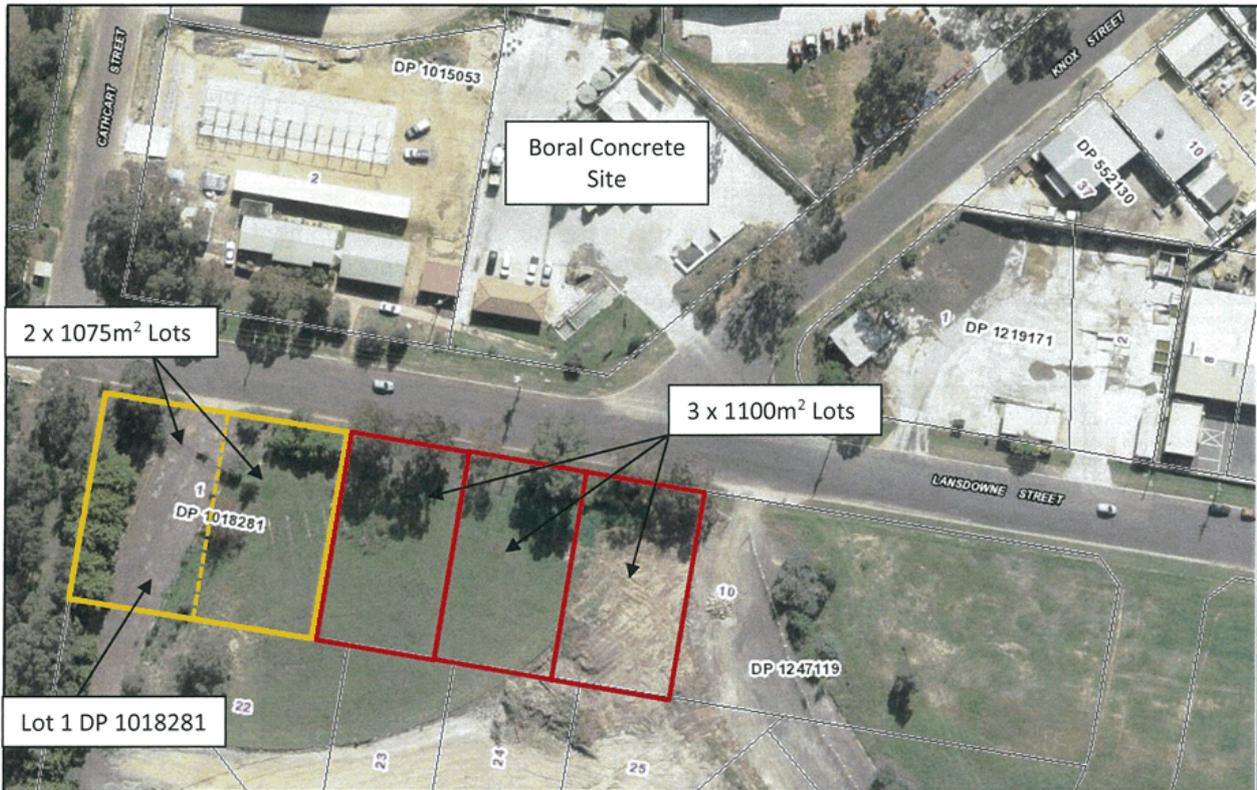 CATHCART STREET
DP 1015053
KNOX STREET
Boral Concrete
Site
2
DP 552130
37
10
2 x 1075m² Lots
1
DP 1219171
2
8
3 x 1100m² Lots
LANSDOWNE STREET
1
DP 1018281
10
DP 1247119
Lot 1 DP 1018281
22
23
24
25